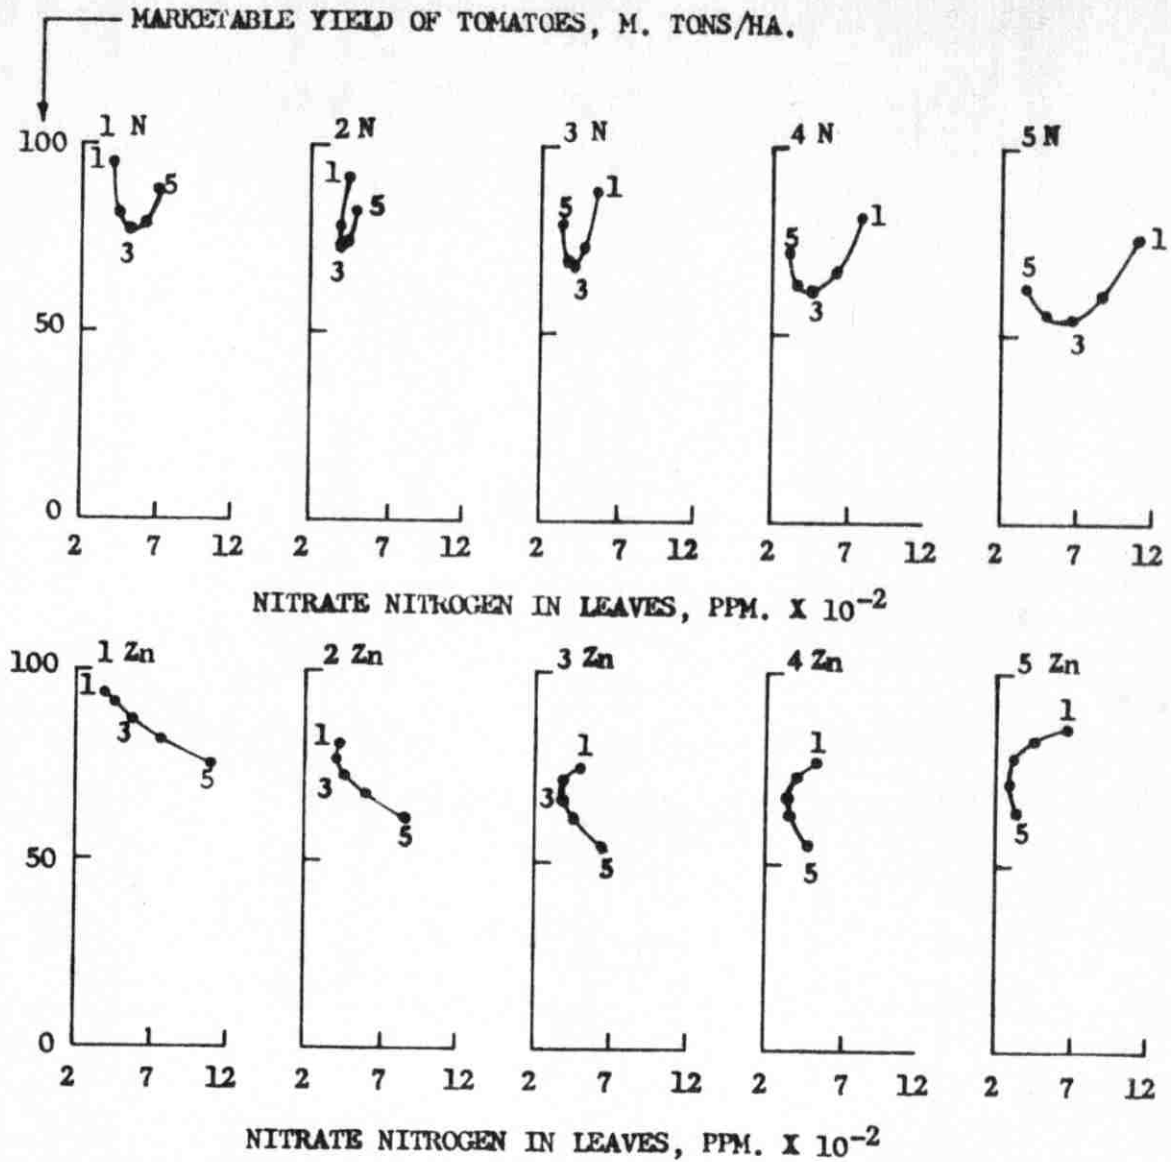 MARKETABLE YIELD OF TOMATOES, M. TONS/HA.
1 N 2 N 3 N 4 N 5 N
100
1 5 1 5 5 1 5 1 5 1
3 3 3 3 3
50
0
2 7 12 2 7 12 2 7 12 2 7 12 2 7 12
NITRATE NITROGEN IN LEAVES, PPM. X 10⁻²
1 Zn 2 Zn 3 Zn 4 Zn 5 Zn
100
1 1 1 1 1
3 3 3
5 5 5 5 5
50
0
2 7 12 2 7 12 2 7 12 2 7 12 2 7 12
NITRATE NITROGEN IN LEAVES, PPM. X 10⁻²